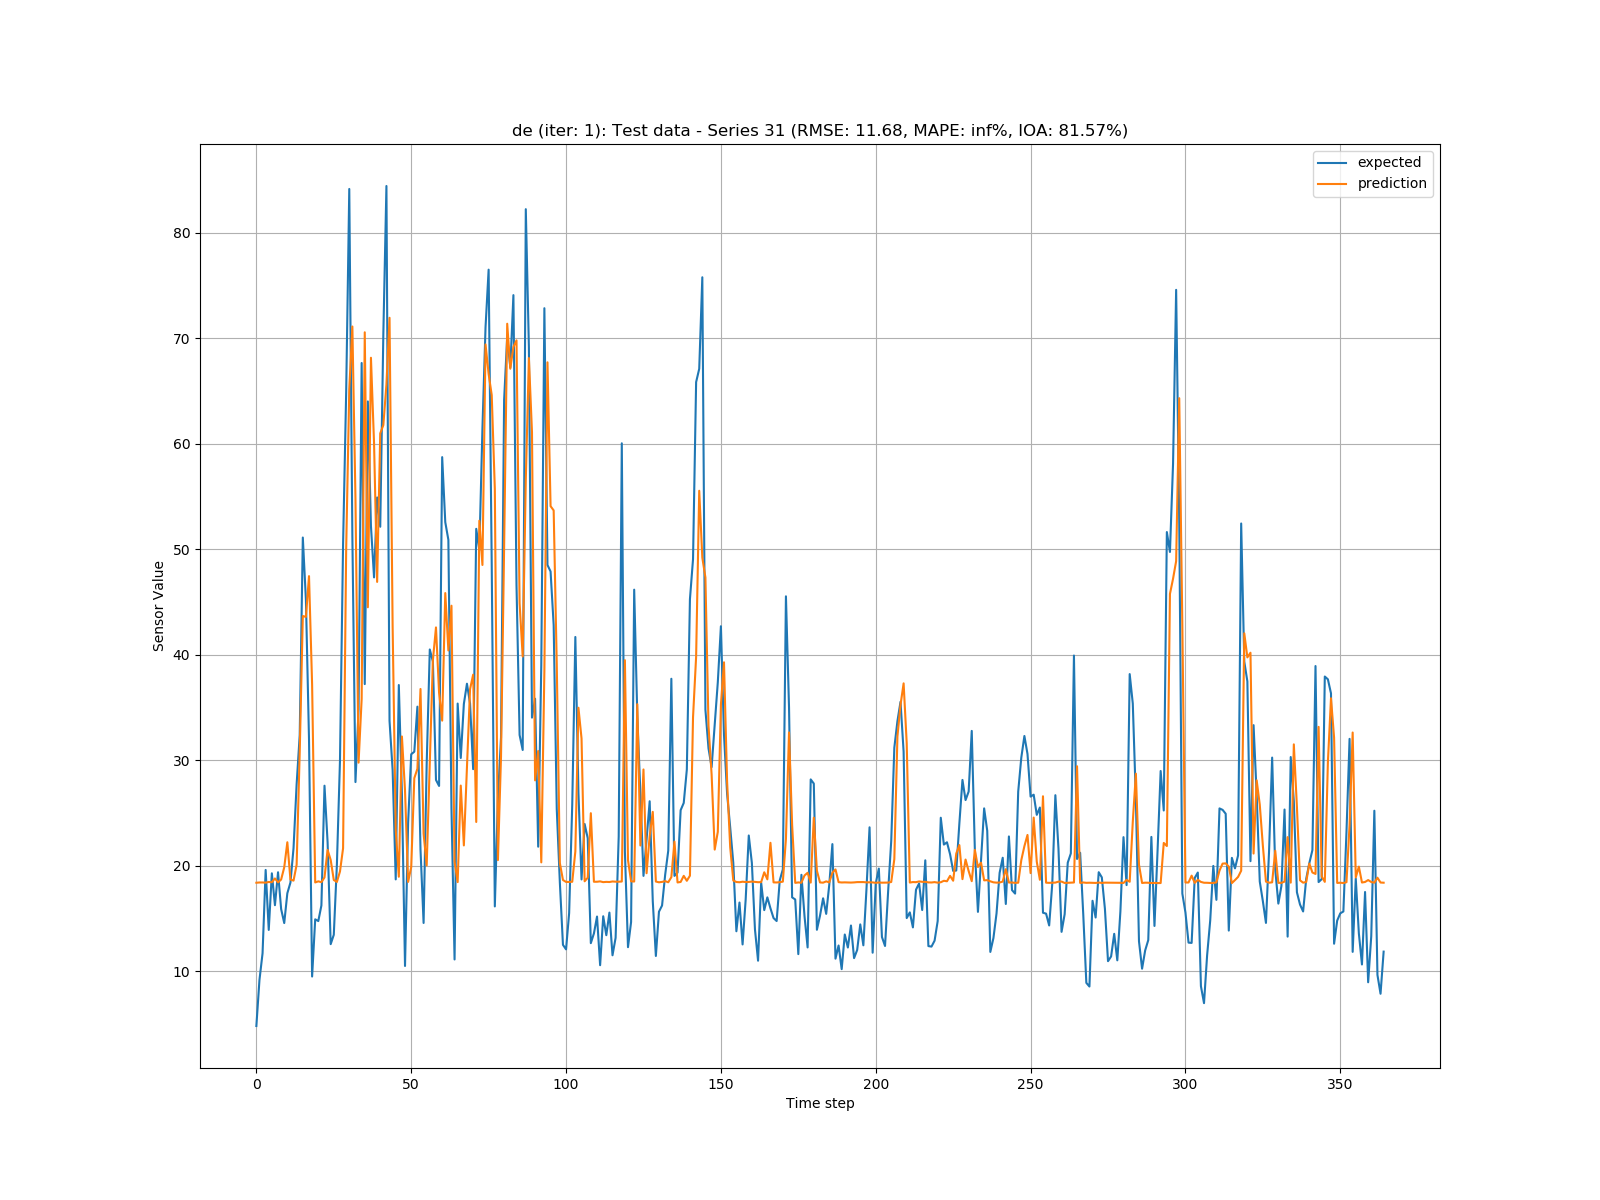 de (iter: 1): Test data - Series 31 (RMSE: 11.68, MAPE: inf%, IOA: 81.57%)
expected
prediction
80
70
60
50
40
30
20
10
Sensor Value
0 50 100 150 200 250 300 350
Time step